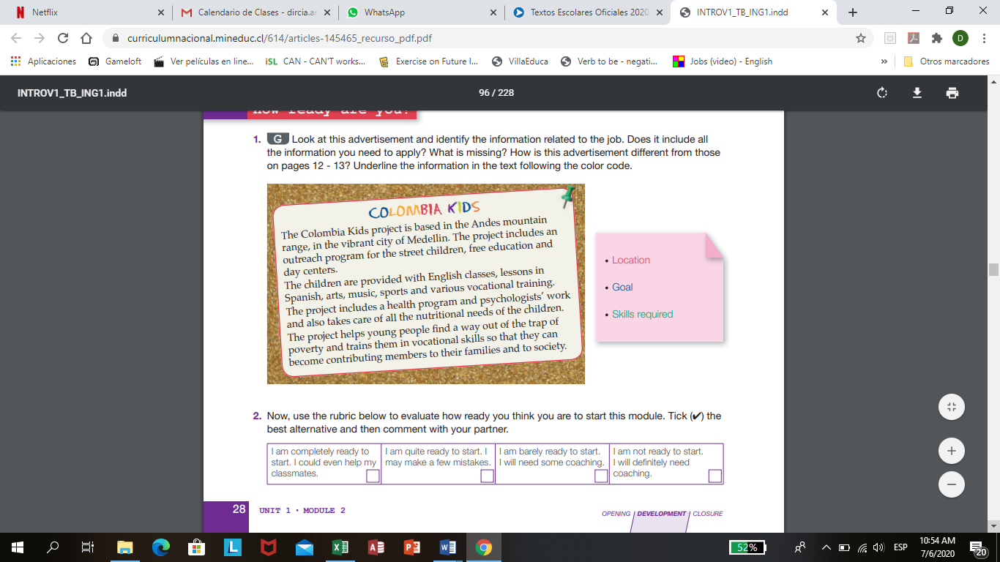 Netflix
Calendario de Clases - dircia.ar
WhatsApp
Textos Escolares Oficiales 2020
INTROV1_TB_ING1.indd
curriculumnacional.mineduc.cl/614/articles-145465_recurso_pdf.pdf
D
Aplicaciones
Gameloft
Ver películas en line...
iSL CAN - CAN'T works...
Exercise on Future I...
VillaEduca
Verb to be - negati...
Jobs (video) - English
»
Otros marcadores
INTROV1_TB_ING1.indd
96 / 228
How ready are you?
1. G Look at this advertisement and identify the information related to the job. Does it include all
the information you need to apply? What is missing? How is this advertisement different from those
on pages 12 - 13? Underline the information in the text following the color code.
COLOMBIA KIDS
The Colombia Kids project is based in the Andes mountain
range, in the vibrant city of Medellin. The project includes an
outreach program for the street children, free education and
day centers.
The children are provided with English classes, lessons in
Spanish, arts, music, sports and various vocational training.
The project includes a health program and psychologists' work
and also takes care of all the nutritional needs of the children.
The project helps young people find a way out of the trap of
poverty and trains them in vocational skills so that they can
become contributing members to their families and to society.
• Location
• Goal
• Skills required
2. Now, use the rubric below to evaluate how ready you think you are to start this module. Tick (✔) the
best alternative and then comment with your partner.
I am completely ready to
start. I could even help my
classmates.
I am quite ready to start. I
may make a few mistakes.
I am barely ready to start.
I will need some coaching.
I am not ready to start.
I will definitely need
coaching.
28
UNIT 1 • MODULE 2
OPENING / DEVELOPMENT / CLOSURE
52%
ESP
10:54 AM
7/6/2020
20